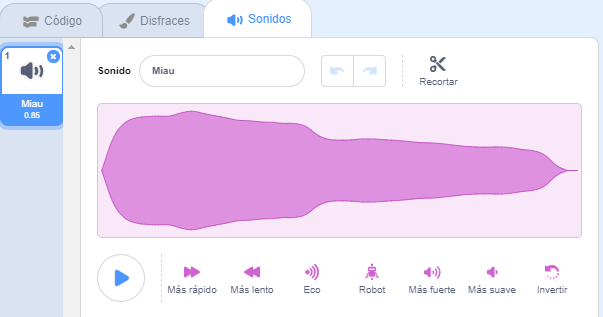 Código Disfraces Sonidos
1
Miau
0.85
Sonido Miau
Recortar
Más rápido Más lento Eco Robot Más fuerte Más suave Invertir